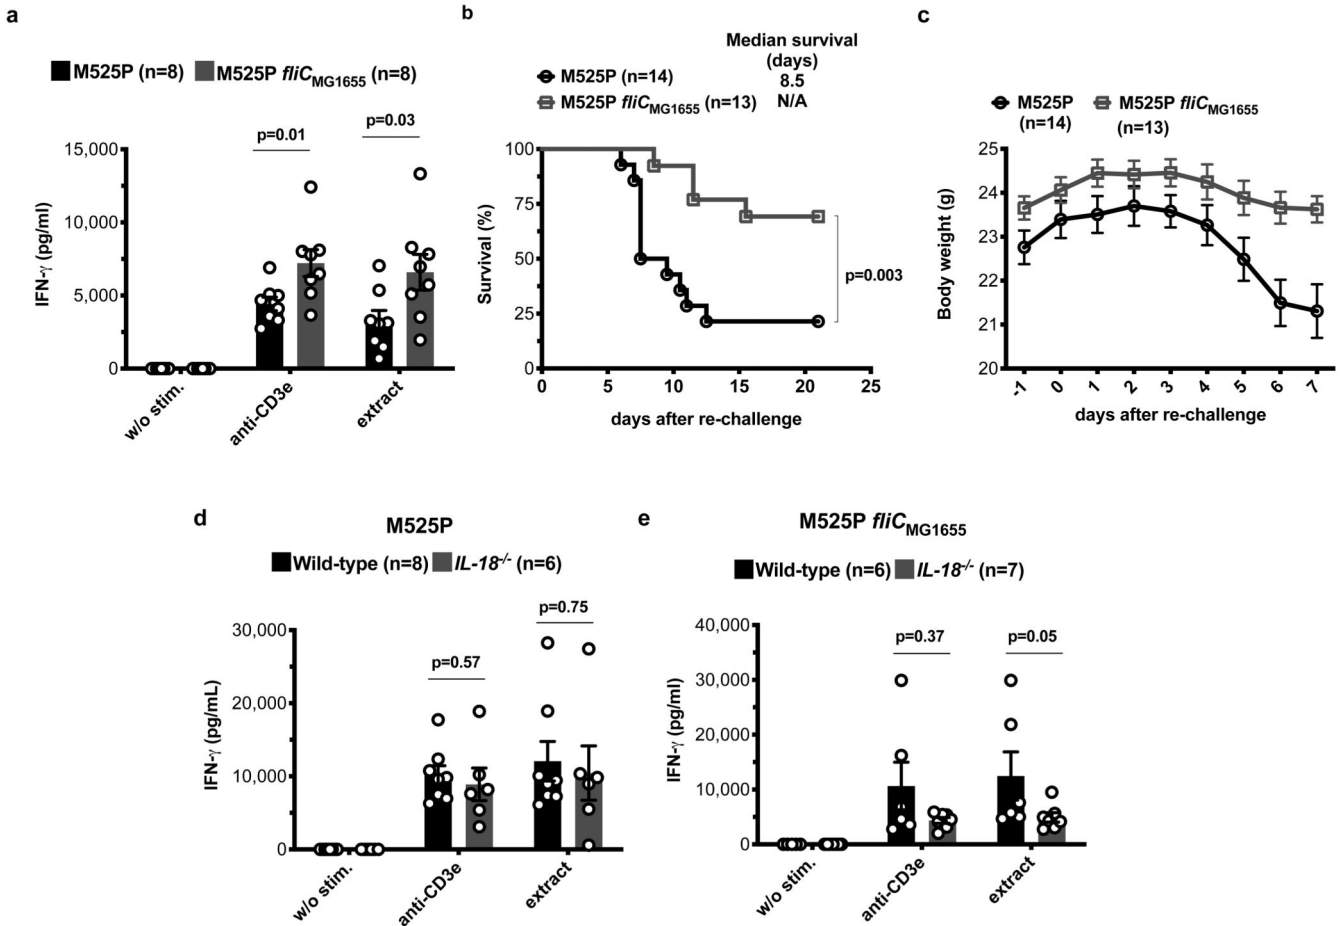 a
M525P (n=8) M525P fliCMG1655 (n=8)
p=0.01
p=0.03
IFN-γ (pg/ml)
15,000
10,000
5,000
0
w/o stim.
anti-CD3e
extract
b
Median survival
(days)
M525P (n=14) 8.5
M525P fliCMG1655 (n=13) N/A
Survival (%)
100
75
50
25
0
p=0.003
0 5 10 15 20 25
days after re-challenge
c
M525P
(n=14)
M525P fliCMG1655
(n=13)
Body weight (g)
25
24
23
22
21
20
-1 0 1 2 3 4 5 6 7
days after re-challenge
d
M525P
Wild-type (n=8) IL-18-/- (n=6)
p=0.75
p=0.57
IFN-γ (pg/mL)
30,000
20,000
10,000
0
w/o stim.
anti-CD3e
extract
e
M525P fliCMG1655
Wild-type (n=6) IL-18-/- (n=7)
p=0.37
p=0.05
IFN-γ (pg/ml)
40,000
30,000
20,000
10,000
0
w/o stim.
anti-CD3e
extract